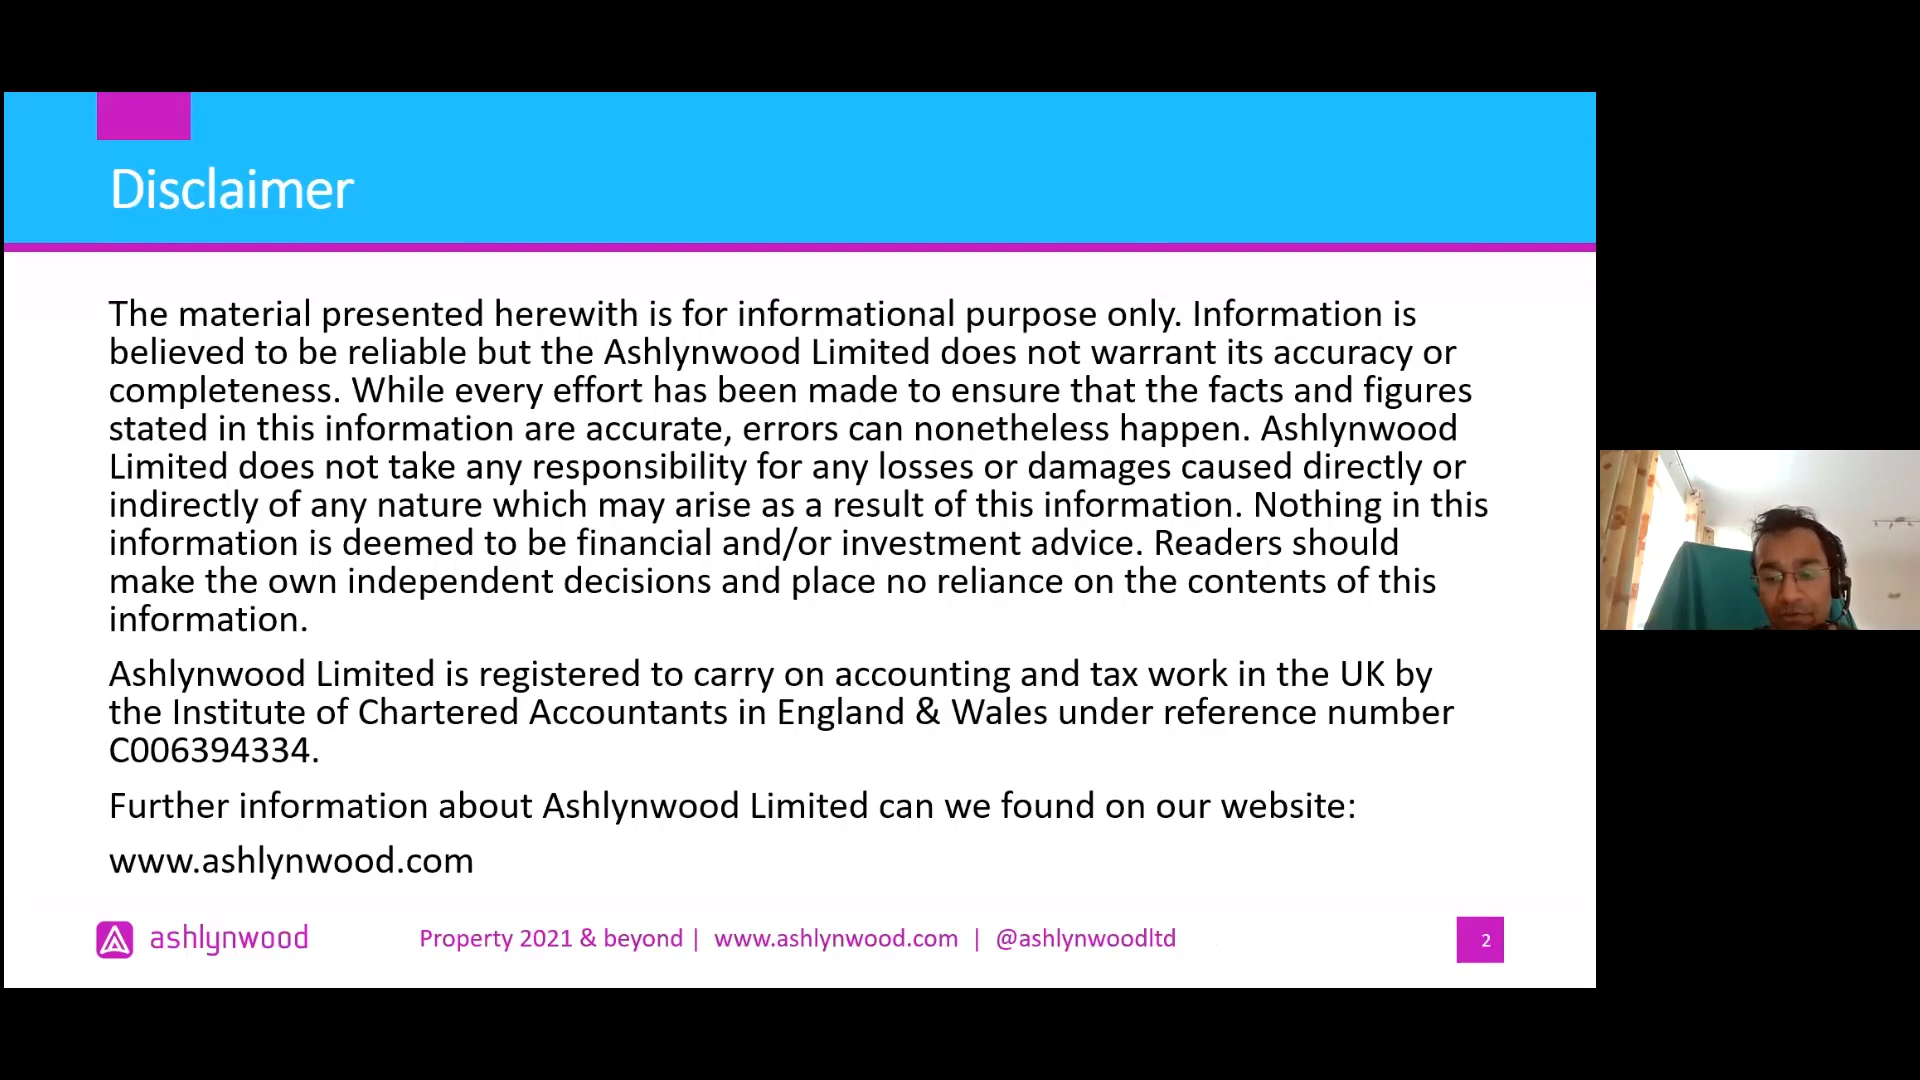 Disclaimer
The material presented herewith is for informational purpose only. Information is
believed to be reliable but the Ashlynwood Limited does not warrant its accuracy or
completeness. While every effort has been made to ensure that the facts and figures
stated in this information are accurate, errors can nonetheless happen. Ashlynwood
Limited does not take any responsibility for any losses or damages caused directly or
indirectly of any nature which may arise as a result of this information. Nothing in this
information is deemed to be financial and/or investment advice. Readers should
make the own independent decisions and place no reliance on the contents of this
information.
Ashlynwood Limited is registered to carry on accounting and tax work in the UK by
the Institute of Chartered Accountants in England & Wales under reference number
C006394334.
Further information about Ashlynwood Limited can we found on our website:
www.ashlynwood.com
ashlynwood
Property 2021 & beyond | www.ashlynwood.com | @ashlynwoodltd
2